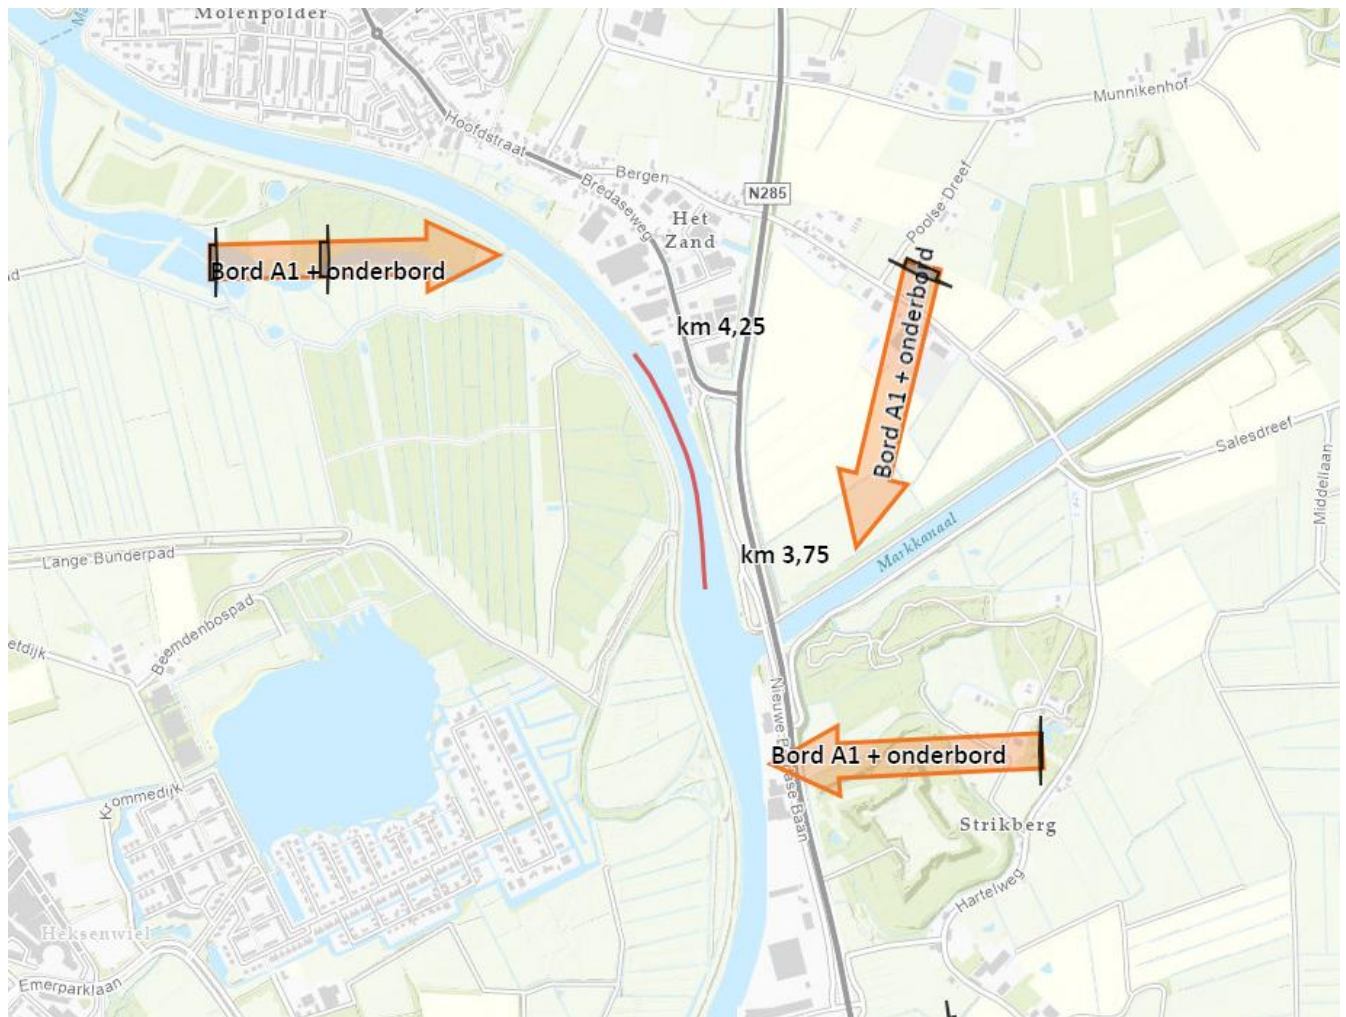 Molenpolder
Hoofdstraat
Bergen
Bredaseweg
N285
Munnikenhof
Poolse Dreef
Het
Zand
Bord A1 + onderbord
Bord A1 + onderbord
km 4,25
Salesdreef
Middellaan
Markkanaal
km 3,75
Lange Bunderpad
Beemdenbospad
etdijk
Bord A1 + onderbord
Krommedijk
Strikberg
Hartelweg
Heksenwiel
Emerparklaan